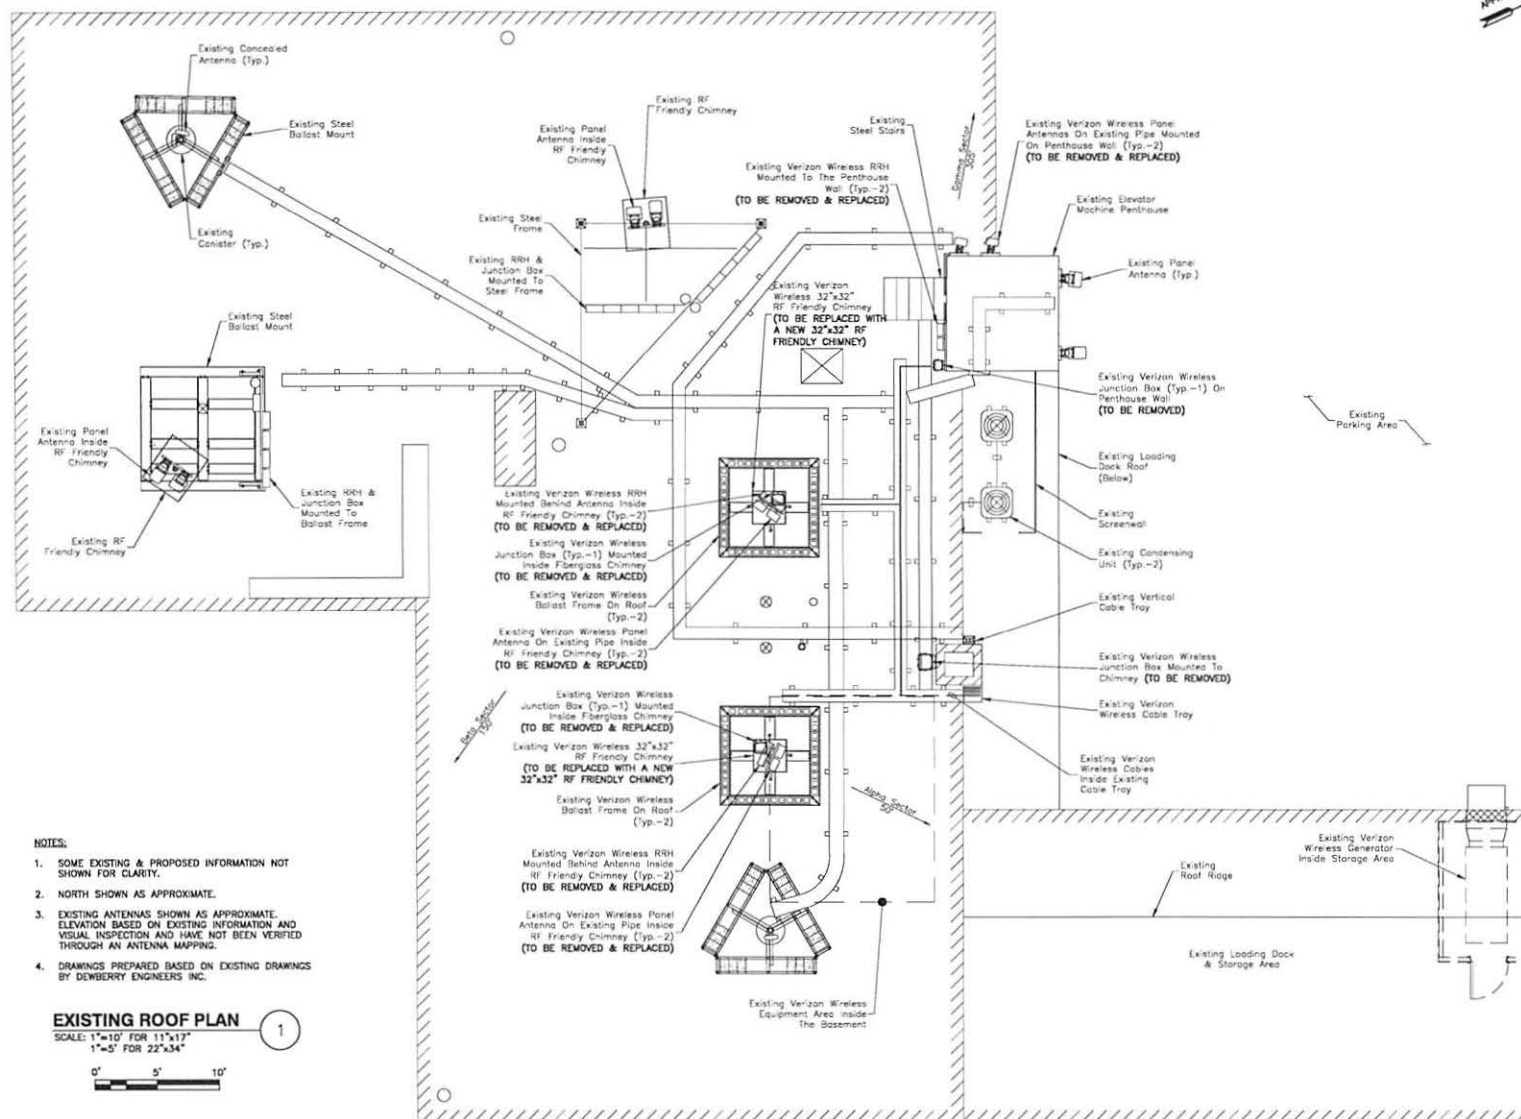 Existing Concealed
Antenna (Typ.)
Existing Steel
Ballast Mount
Existing
Canister (Typ.)
Existing RF
Friendly Chimney
Existing Panel
Antenna Inside
RF Friendly
Chimney
Existing Steel
Frame
Existing RRH &
Junction Box
Mounted To
Steel Frame
Existing
Steel Stairs
Gamma Sector
300°
Existing Verizon Wireless Panel
Antennas On Existing Pipe Mounted
On Penthouse Wall (Typ.-2)
(TO BE REMOVED & REPLACED)
Existing Verizon Wireless RRH
Mounted To The Penthouse
Wall (Typ.-2)
(TO BE REMOVED & REPLACED)
Existing Elevator
Machine Penthouse
Existing Panel
Antenna (Typ.)
Existing Verizon
Wireless 32"x32"
RF Friendly Chimney
(TO BE REPLACED WITH
A NEW 32"x32" RF
FRIENDLY CHIMNEY)
Existing Steel
Ballast Mount
Existing Panel
Antenna Inside
RF Friendly
Chimney
Existing RRH &
Junction Box
Mounted To
Ballast Frame
Existing RF
Friendly Chimney
Existing Verizon Wireless
Junction Box (Typ.-1) On
Penthouse Wall
(TO BE REMOVED)
Existing
Parking Area
Existing Loading
Dock Roof
(Below)
Existing
Screenwall
Existing Condensing
Unit (Typ.-2)
Existing Vertical
Cable Tray
Existing Verizon Wireless
Junction Box Mounted To
Chimney (TO BE REMOVED)
Existing Verizon
Wireless Cable Tray
Existing Verizon
Wireless Cables
Inside Existing
Cable Tray
Existing Verizon Wireless RRH
Mounted Behind Antenna Inside
RF Friendly Chimney (Typ.-2)
(TO BE REMOVED & REPLACED)
Existing Verizon Wireless
Junction Box (Typ.-1) Mounted
Inside Fiberglass Chimney
(TO BE REMOVED & REPLACED)
Existing Verizon Wireless
Ballast Frame On Roof
(Typ.-2)
Existing Verizon Wireless Panel
Antenna On Existing Pipe Inside
RF Friendly Chimney (Typ.-2)
(TO BE REMOVED & REPLACED)
Beta Sector
150°
Existing Verizon Wireless
Junction Box (Typ.-1) Mounted
Inside Fiberglass Chimney
(TO BE REMOVED & REPLACED)
Existing Verizon Wireless 32"x32"
RF Friendly Chimney
(TO BE REPLACED WITH A NEW
32"x32" RF FRIENDLY CHIMNEY)
Existing Verizon Wireless
Ballast Frame On Roof
(Typ.-2)
Alpha Sector
50°
Existing Verizon Wireless RRH
Mounted Behind Antenna Inside
RF Friendly Chimney (Typ.-2)
(TO BE REMOVED & REPLACED)
Existing Verizon Wireless Panel
Antenna On Existing Pipe Inside
RF Friendly Chimney (Typ.-2)
(TO BE REMOVED & REPLACED)
Existing Verizon Wireless
Equipment Area Inside
The Basement
Existing
Roof Ridge
Existing Verizon
Wireless Generator
Inside Storage Area
Existing Loading Dock
& Storage Area
NOTES:
1. SOME EXISTING & PROPOSED INFORMATION NOT
SHOWN FOR CLARITY.
2. NORTH SHOWN AS APPROXIMATE.
3. EXISTING ANTENNAS SHOWN AS APPROXIMATE.
ELEVATION BASED ON EXISTING INFORMATION AND
VISUAL INSPECTION AND HAVE NOT BEEN VERIFIED
THROUGH AN ANTENNA MAPPING.
4. DRAWINGS PREPARED BASED ON EXISTING DRAWINGS
BY DEWBERRY ENGINEERS INC.
EXISTING ROOF PLAN
1
SCALE: 1"=10' FOR 11"x17"
1"=5' FOR 22"x34"
0' 5' 10'